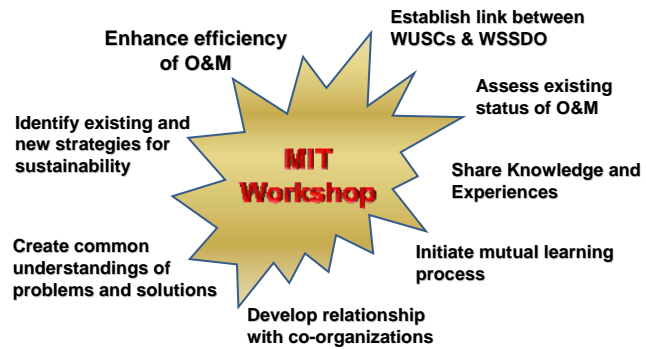 Enhance efficiency
of O&M
Establish link between
WUSCs & WSSDO
Assess existing
status of O&M
Identify existing and
new strategies for
sustainability
MIT
Workshop
Share Knowledge and
Experiences
Create common
understandings of
problems and solutions
Initiate mutual learning
process
Develop relationship
with co-organizations